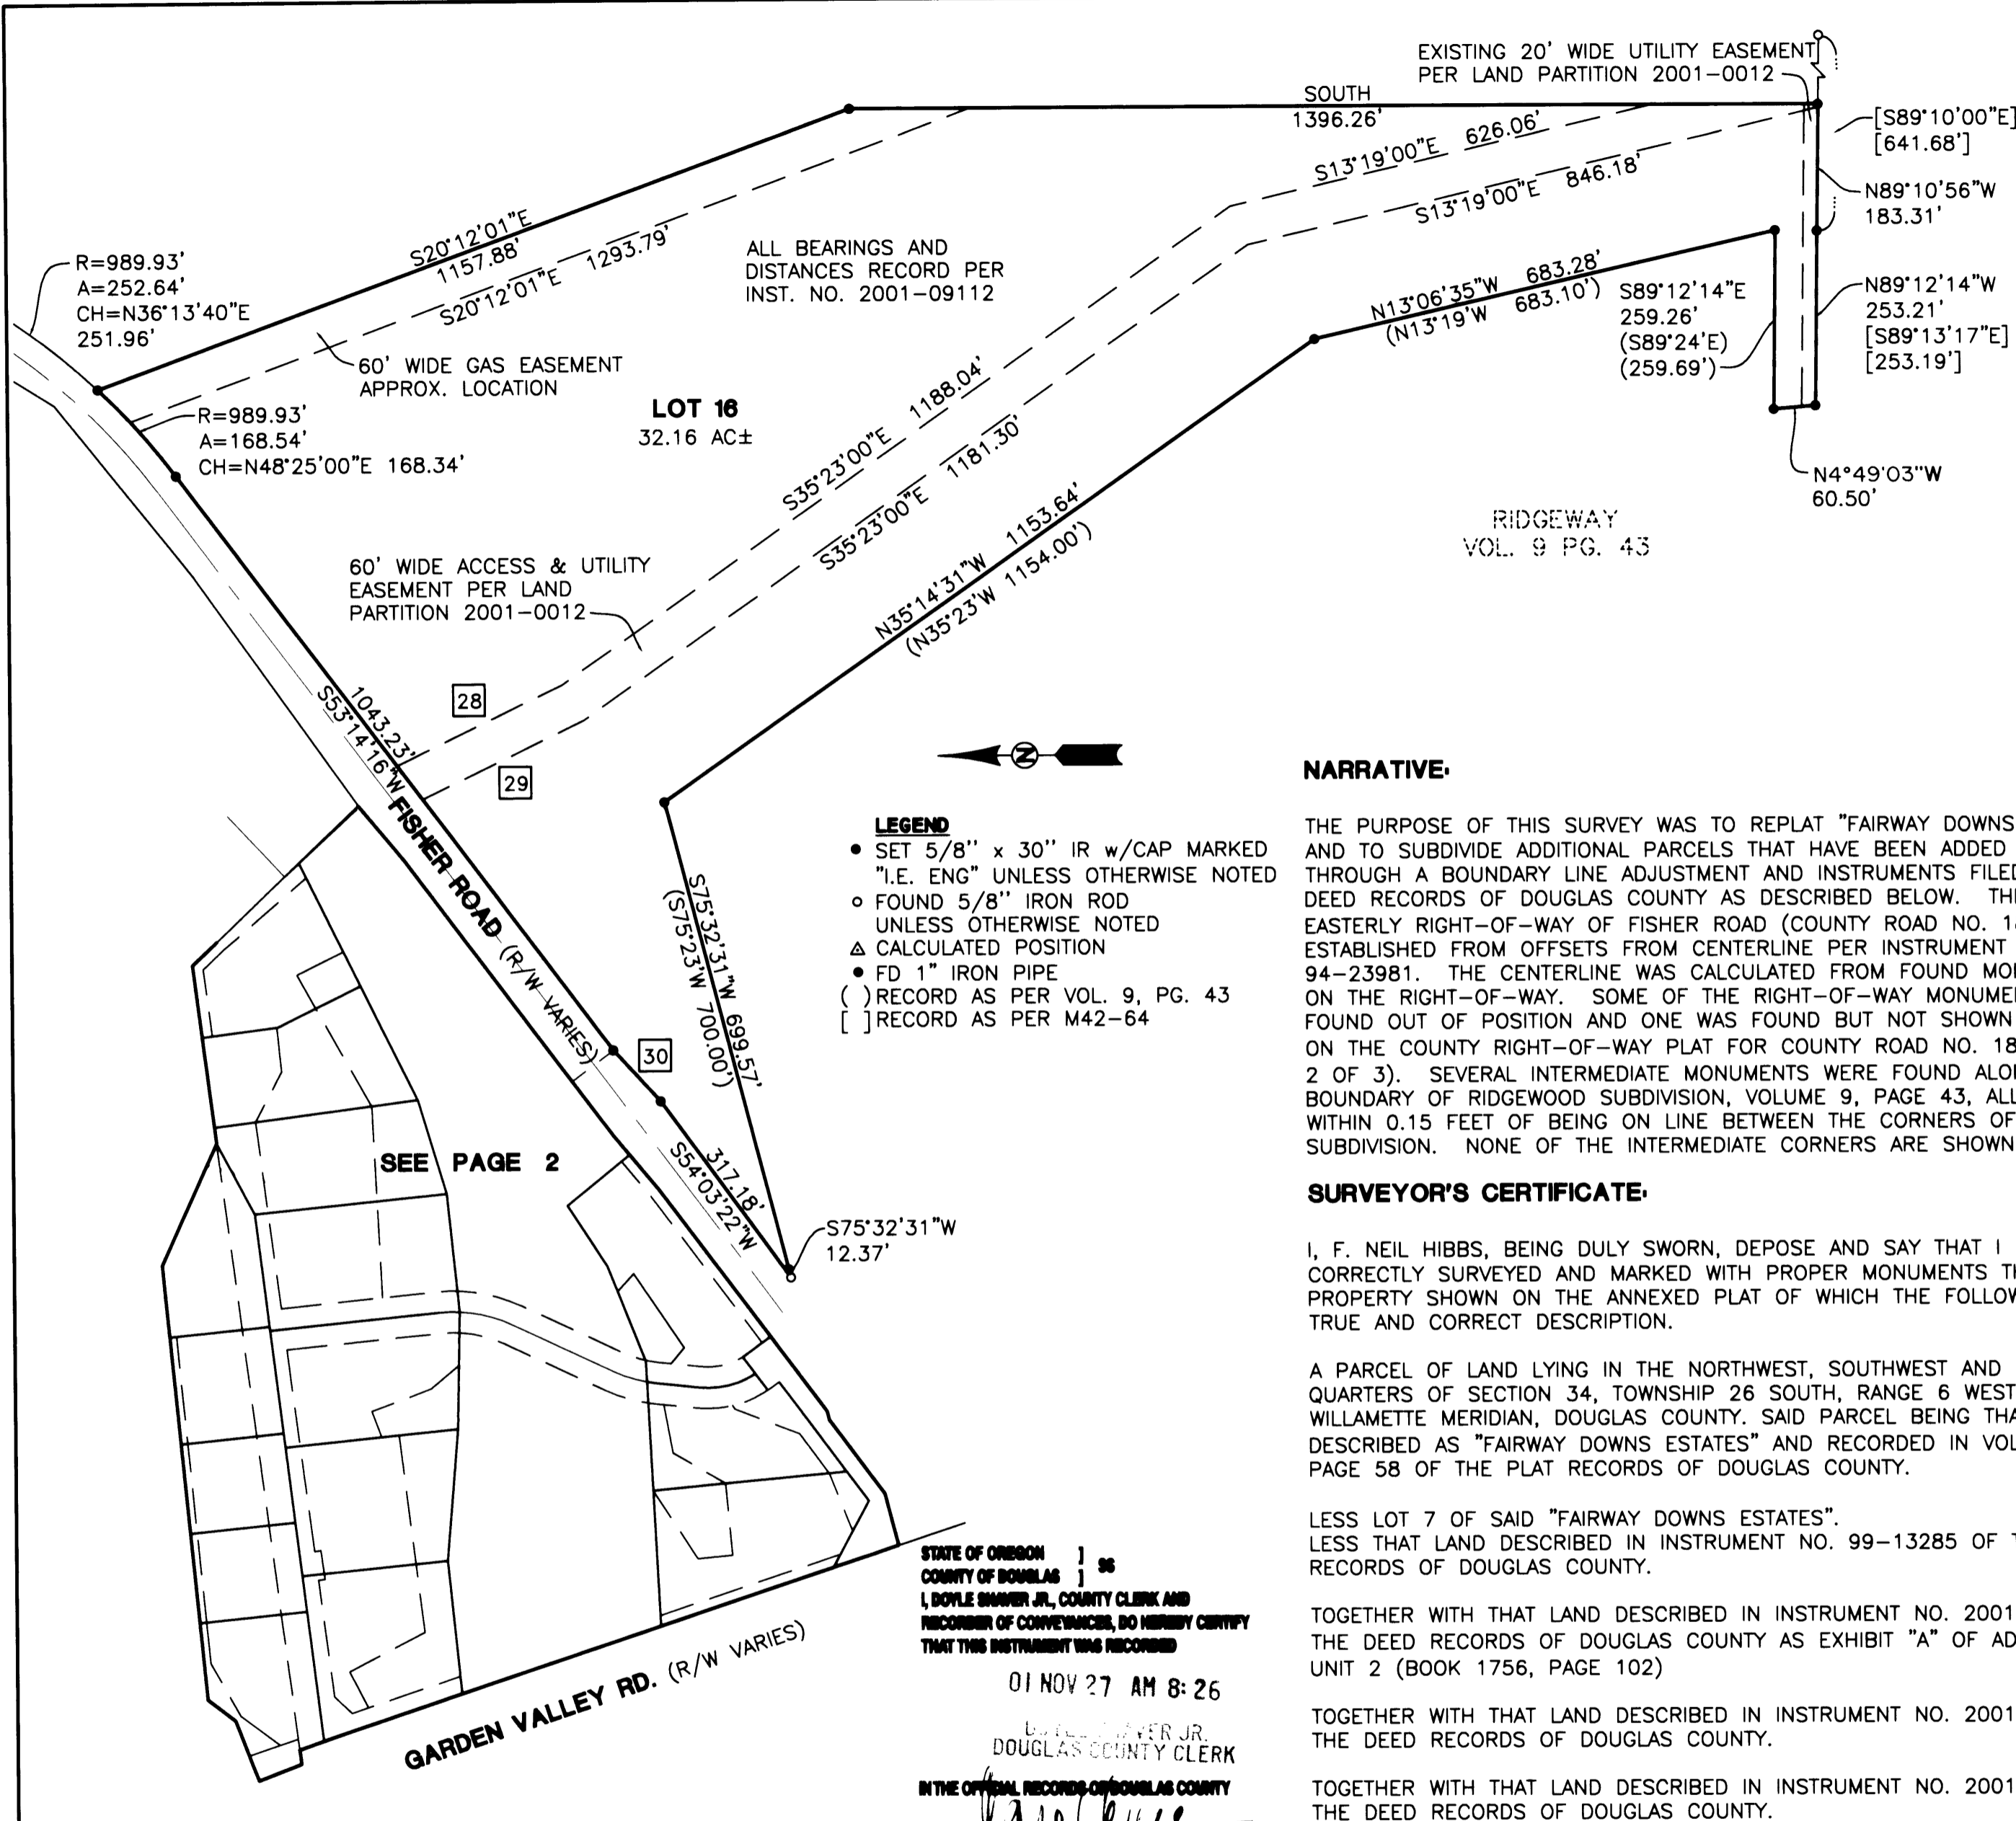 EXISTING 20' WIDE UTILITY EASEMENT
PER LAND PARTITION 2001-0012
SOUTH
1396.26'
[S89°10'00"E]
[641.68']
S13°19'00"E 626.06'
S13°19'00"E 846.18'
N89°10'56"W
183.31'
S20°12'01"E
1157.88'
S20°12'01"E 1293.79'
ALL BEARINGS AND
DISTANCES RECORD PER
INST. NO. 2001-09112
R=989.93'
A=252.64'
CH=N36°13'40"E
251.96'
N13°06'35"W 683.28'
(N13°19'W 683.10')
S89°12'14"E
259.26'
(S89°24'E)
(259.69')
N89°12'14"W
253.21'
[S89°13'17"E]
[253.19']
60' WIDE GAS EASEMENT
APPROX. LOCATION
R=989.93'
A=168.54'
CH=N48°25'00"E 168.34'
LOT 16
32.16 AC±
S35°23'00"E 1188.04'
S35°23'00"E 1181.30'
N4°49'03"W
60.50'
RIDGEWAY
VOL. 9 PG. 43
N35°14'31"W 1153.64'
(N35°23'W 1154.00')
60' WIDE ACCESS & UTILITY
EASEMENT PER LAND
PARTITION 2001-0012
28
29
30
1043.23'
S53°14'16"W
FISHER ROAD (R/W VARIES)
N
LEGEND
SET 5/8" x 30" IR w/CAP MARKED
"I.E. ENG" UNLESS OTHERWISE NOTED
FOUND 5/8" IRON ROD
UNLESS OTHERWISE NOTED
CALCULATED POSITION
FD 1" IRON PIPE
( ) RECORD AS PER VOL. 9, PG. 43
[ ] RECORD AS PER M42-64
S75°32'31"W 699.57'
(S75°23'W 700.00')
317.18'
S54°03'22"W
S75°32'31"W
12.37'
SEE PAGE 2
GARDEN VALLEY RD. (R/W VARIES)
NARRATIVE:
THE PURPOSE OF THIS SURVEY WAS TO REPLAT "FAIRWAY DOWNS
AND TO SUBDIVIDE ADDITIONAL PARCELS THAT HAVE BEEN ADDED
THROUGH A BOUNDARY LINE ADJUSTMENT AND INSTRUMENTS FILED
DEED RECORDS OF DOUGLAS COUNTY AS DESCRIBED BELOW. THE
EASTERLY RIGHT-OF-WAY OF FISHER ROAD (COUNTY ROAD NO.
ESTABLISHED FROM OFFSETS FROM CENTERLINE PER INSTRUMENT
94-23981. THE CENTERLINE WAS CALCULATED FROM FOUND
ON THE RIGHT-OF-WAY. SOME OF THE RIGHT-OF-WAY
FOUND OUT OF POSITION AND ONE WAS FOUND BUT NOT SHOWN
ON THE COUNTY RIGHT-OF-WAY PLAT FOR COUNTY ROAD NO. 18
2 OF 3). SEVERAL INTERMEDIATE MONUMENTS WERE FOUND
BOUNDARY OF RIDGEWOOD SUBDIVISION, VOLUME 9, PAGE 43, ALL
WITHIN 0.15 FEET OF BEING ON LINE BETWEEN THE CORNERS OF
SUBDIVISION. NONE OF THE INTERMEDIATE CORNERS ARE SHOWN
SURVEYOR'S CERTIFICATE:
I, F. NEIL HIBBS, BEING DULY SWORN, DEPOSE AND SAY THAT I
CORRECTLY SURVEYED AND MARKED WITH PROPER MONUMENTS
PROPERTY SHOWN ON THE ANNEXED PLAT OF WHICH THE
TRUE AND CORRECT DESCRIPTION.
A PARCEL OF LAND LYING IN THE NORTHWEST, SOUTHWEST AND
QUARTERS OF SECTION 34, TOWNSHIP 26 SOUTH, RANGE 6 WEST
WILLAMETTE MERIDIAN, DOUGLAS COUNTY. SAID PARCEL BEING
DESCRIBED AS "FAIRWAY DOWNS ESTATES" AND RECORDED IN
PAGE 58 OF THE PLAT RECORDS OF DOUGLAS COUNTY.
LESS LOT 7 OF SAID "FAIRWAY DOWNS ESTATES".
LESS THAT LAND DESCRIBED IN INSTRUMENT NO. 99-13285 OF
RECORDS OF DOUGLAS COUNTY.
TOGETHER WITH THAT LAND DESCRIBED IN INSTRUMENT NO. 2001
THE DEED RECORDS OF DOUGLAS COUNTY AS EXHIBIT "A" OF
UNIT 2 (BOOK 1756, PAGE 102)
TOGETHER WITH THAT LAND DESCRIBED IN INSTRUMENT NO. 2001
THE DEED RECORDS OF DOUGLAS COUNTY.
TOGETHER WITH THAT LAND DESCRIBED IN INSTRUMENT NO. 2001
THE DEED RECORDS OF DOUGLAS COUNTY.
STATE OF OREGON ]
COUNTY OF DOUGLAS ] SS
I, DOYLE SHAVER JR., COUNTY CLERK AND
RECORDER OF CONVEYANCES, DO HEREBY CERTIFY
THAT THIS INSTRUMENT WAS RECORDED
01 NOV 27 AM 8:26
JR.
DOUGLAS COUNTY CLERK
IN THE OFFICIAL RECORDS OF DOUGLAS COUNTY